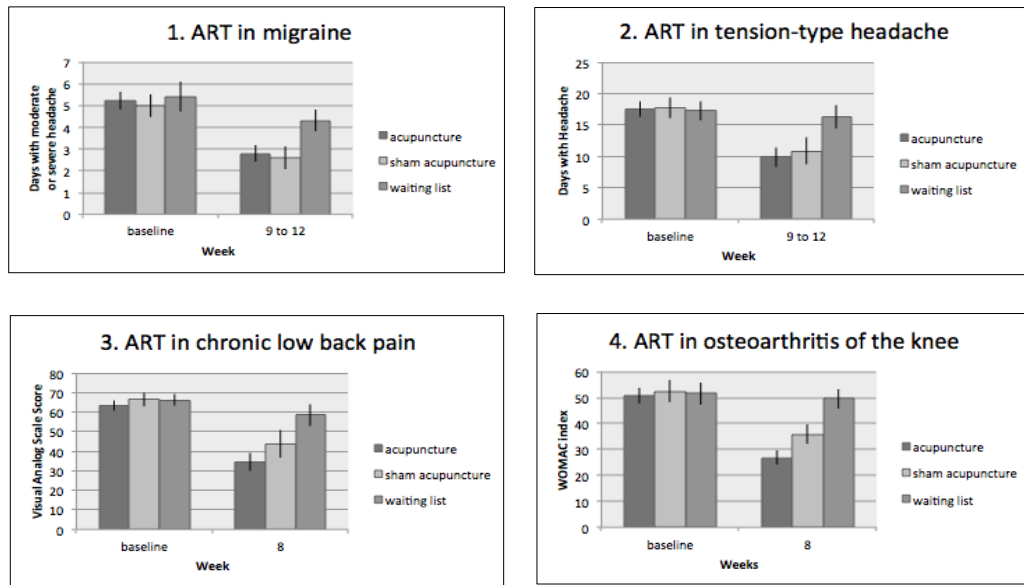 1. ART in migraine
Days with moderate
or severe headache
7
6
5
4
3
2
1
0
baseline
9 to 12
Week
acupuncture
sham acupuncture
waiting list
2. ART in tension-type headache
Days with Headache
25
20
15
10
5
0
baseline
9 to 12
Week
acupuncture
sham acupuncture
waiting list
3. ART in chronic low back pain
Visual Analog Scale Score
80
70
60
50
40
30
20
10
0
baseline
8
Week
acupuncture
sham acupuncture
waiting list
4. ART in osteoarthritis of the knee
WOMAC index
60
50
40
30
20
10
0
baseline
8
Weeks
acupuncture
sham acupuncture
waiting list